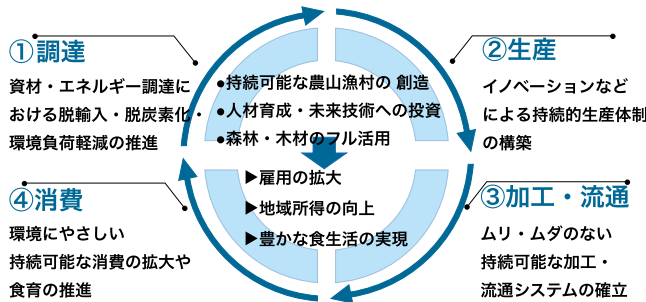 ①調達
資材・エネルギー調達に
おける脱輸入・脱炭素化・
環境負荷軽減の推進
②生産
イノベーションなど
による持続的生産体制
の構築
●持続可能な農山漁村の 創造
●人材育成・未来技術への投資
●森林・木材のフル活用
▶雇用の拡大
▶地域所得の向上
▶豊かな食生活の実現
④消費
環境にやさしい
持続可能な消費の拡大や
食育の推進
③加工・流通
ムリ・ムダのない
持続可能な加工・
流通システムの確立